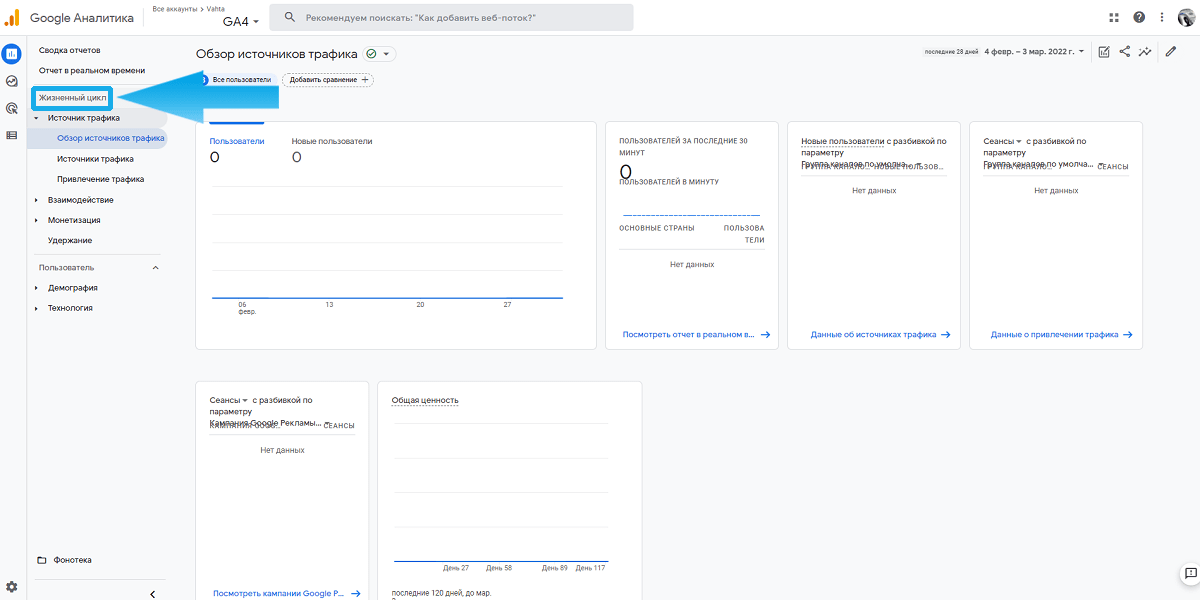 Google Аналитика
Все аккаунты > Vahta
GA4
Рекомендуем поискать: "Как добавить веб-поток?"
Сводка отчетов
Отчет в реальном времени
Жизненный цикл
Источник трафика
Обзор источников трафика
Источники трафика
Привлечение трафика
Взаимодействие
Монетизация
Удержание
Пользователь
Демография
Технология
Фонотека
Обзор источников трафика
последние 28 дней 4 февр. – 3 мар. 2022 г.
Все пользователи
Добавить сравнение +
Пользователи
0
Новые пользователи
0
06
февр.
13
20
27
ПОЛЬЗОВАТЕЛЕЙ ЗА ПОСЛЕДНИЕ 30
МИНУТ
0
ПОЛЬЗОВАТЕЛЕЙ В МИНУТУ
ОСНОВНЫЕ СТРАНЫ
ПОЛЬЗОВА
ТЕЛИ
Нет данных
Посмотреть отчет в реальном в...
Новые пользователи с разбивкой по
параметру
Группа каналов по умолча...
ГРУППА КАНАЛО...
НОВЫЕ ПОЛЬЗОВ...
Нет данных
Данные об источниках трафика
Сеансы с разбивкой по
параметру
Группа каналов по умолча...
ГРУППА КАНАЛО...
СЕАНСЫ
Нет данных
Данные о привлечении трафика
Сеансы с разбивкой по
параметру
Кампания Google Рекламы...
КАМПАНИЯ GOOG...
СЕАНСЫ
Нет данных
Посмотреть кампании Google Р...
Общая ценность
День 27
День 58
День 89
День 117
последние 120 дней, до мар.